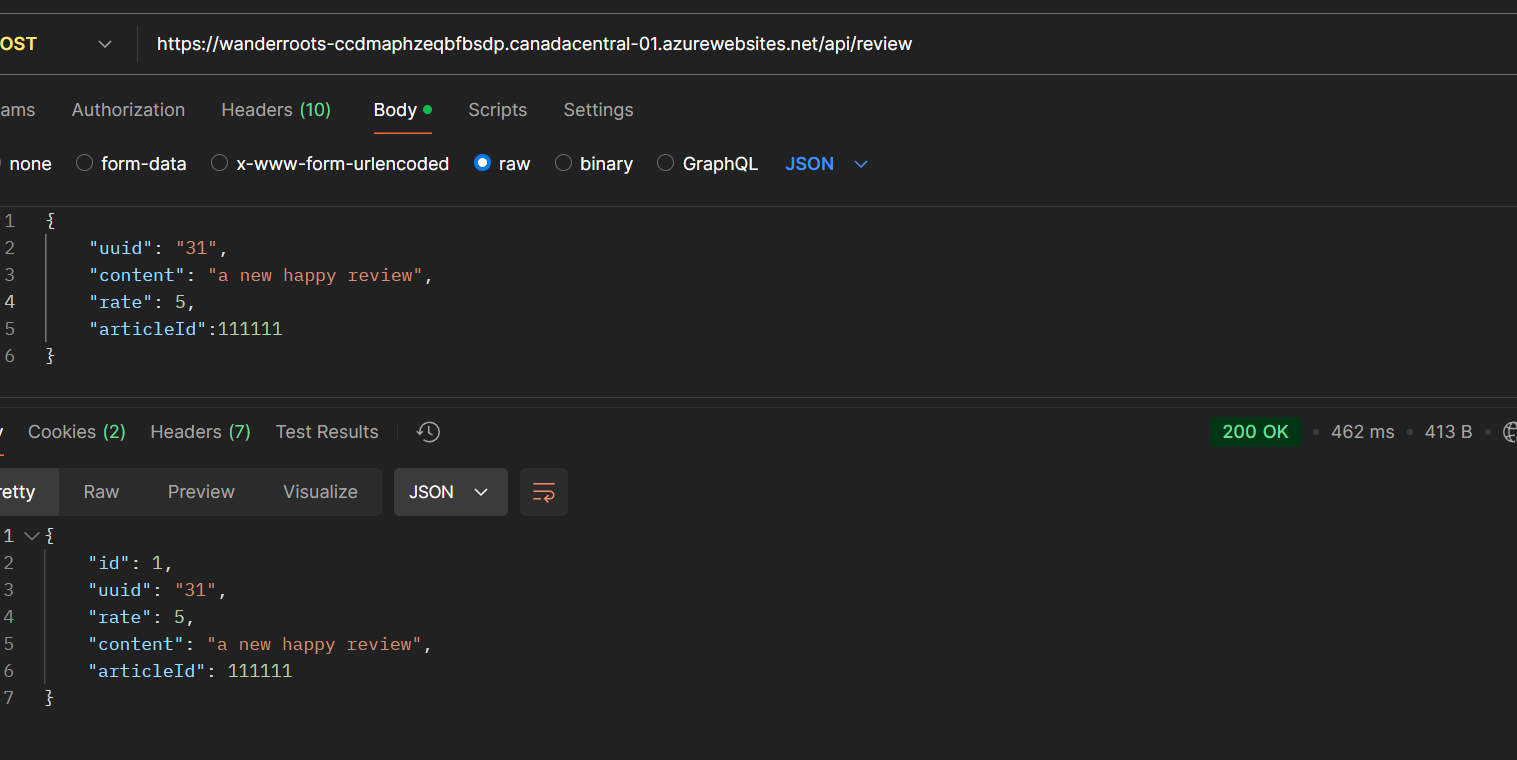 OST https://wanderroots-ccdmaphzeqbfbsdp.canadacentral-01.azurewebsites.net/api/review
ams Authorization Headers (10) Body Scripts Settings
none form-data x-www-form-urlencoded raw binary GraphQL JSON
1 {
2 "uuid": "31",
3 "content": "a new happy review",
4 "rate": 5,
5 "articleId":111111
6 }
y Cookies (2) Headers (7) Test Results 200 OK • 462 ms • 413 B •
retty Raw Preview Visualize JSON
1 {
2 "id": 1,
3 "uuid": "31",
4 "rate": 5,
5 "content": "a new happy review",
6 "articleId": 111111
7 }